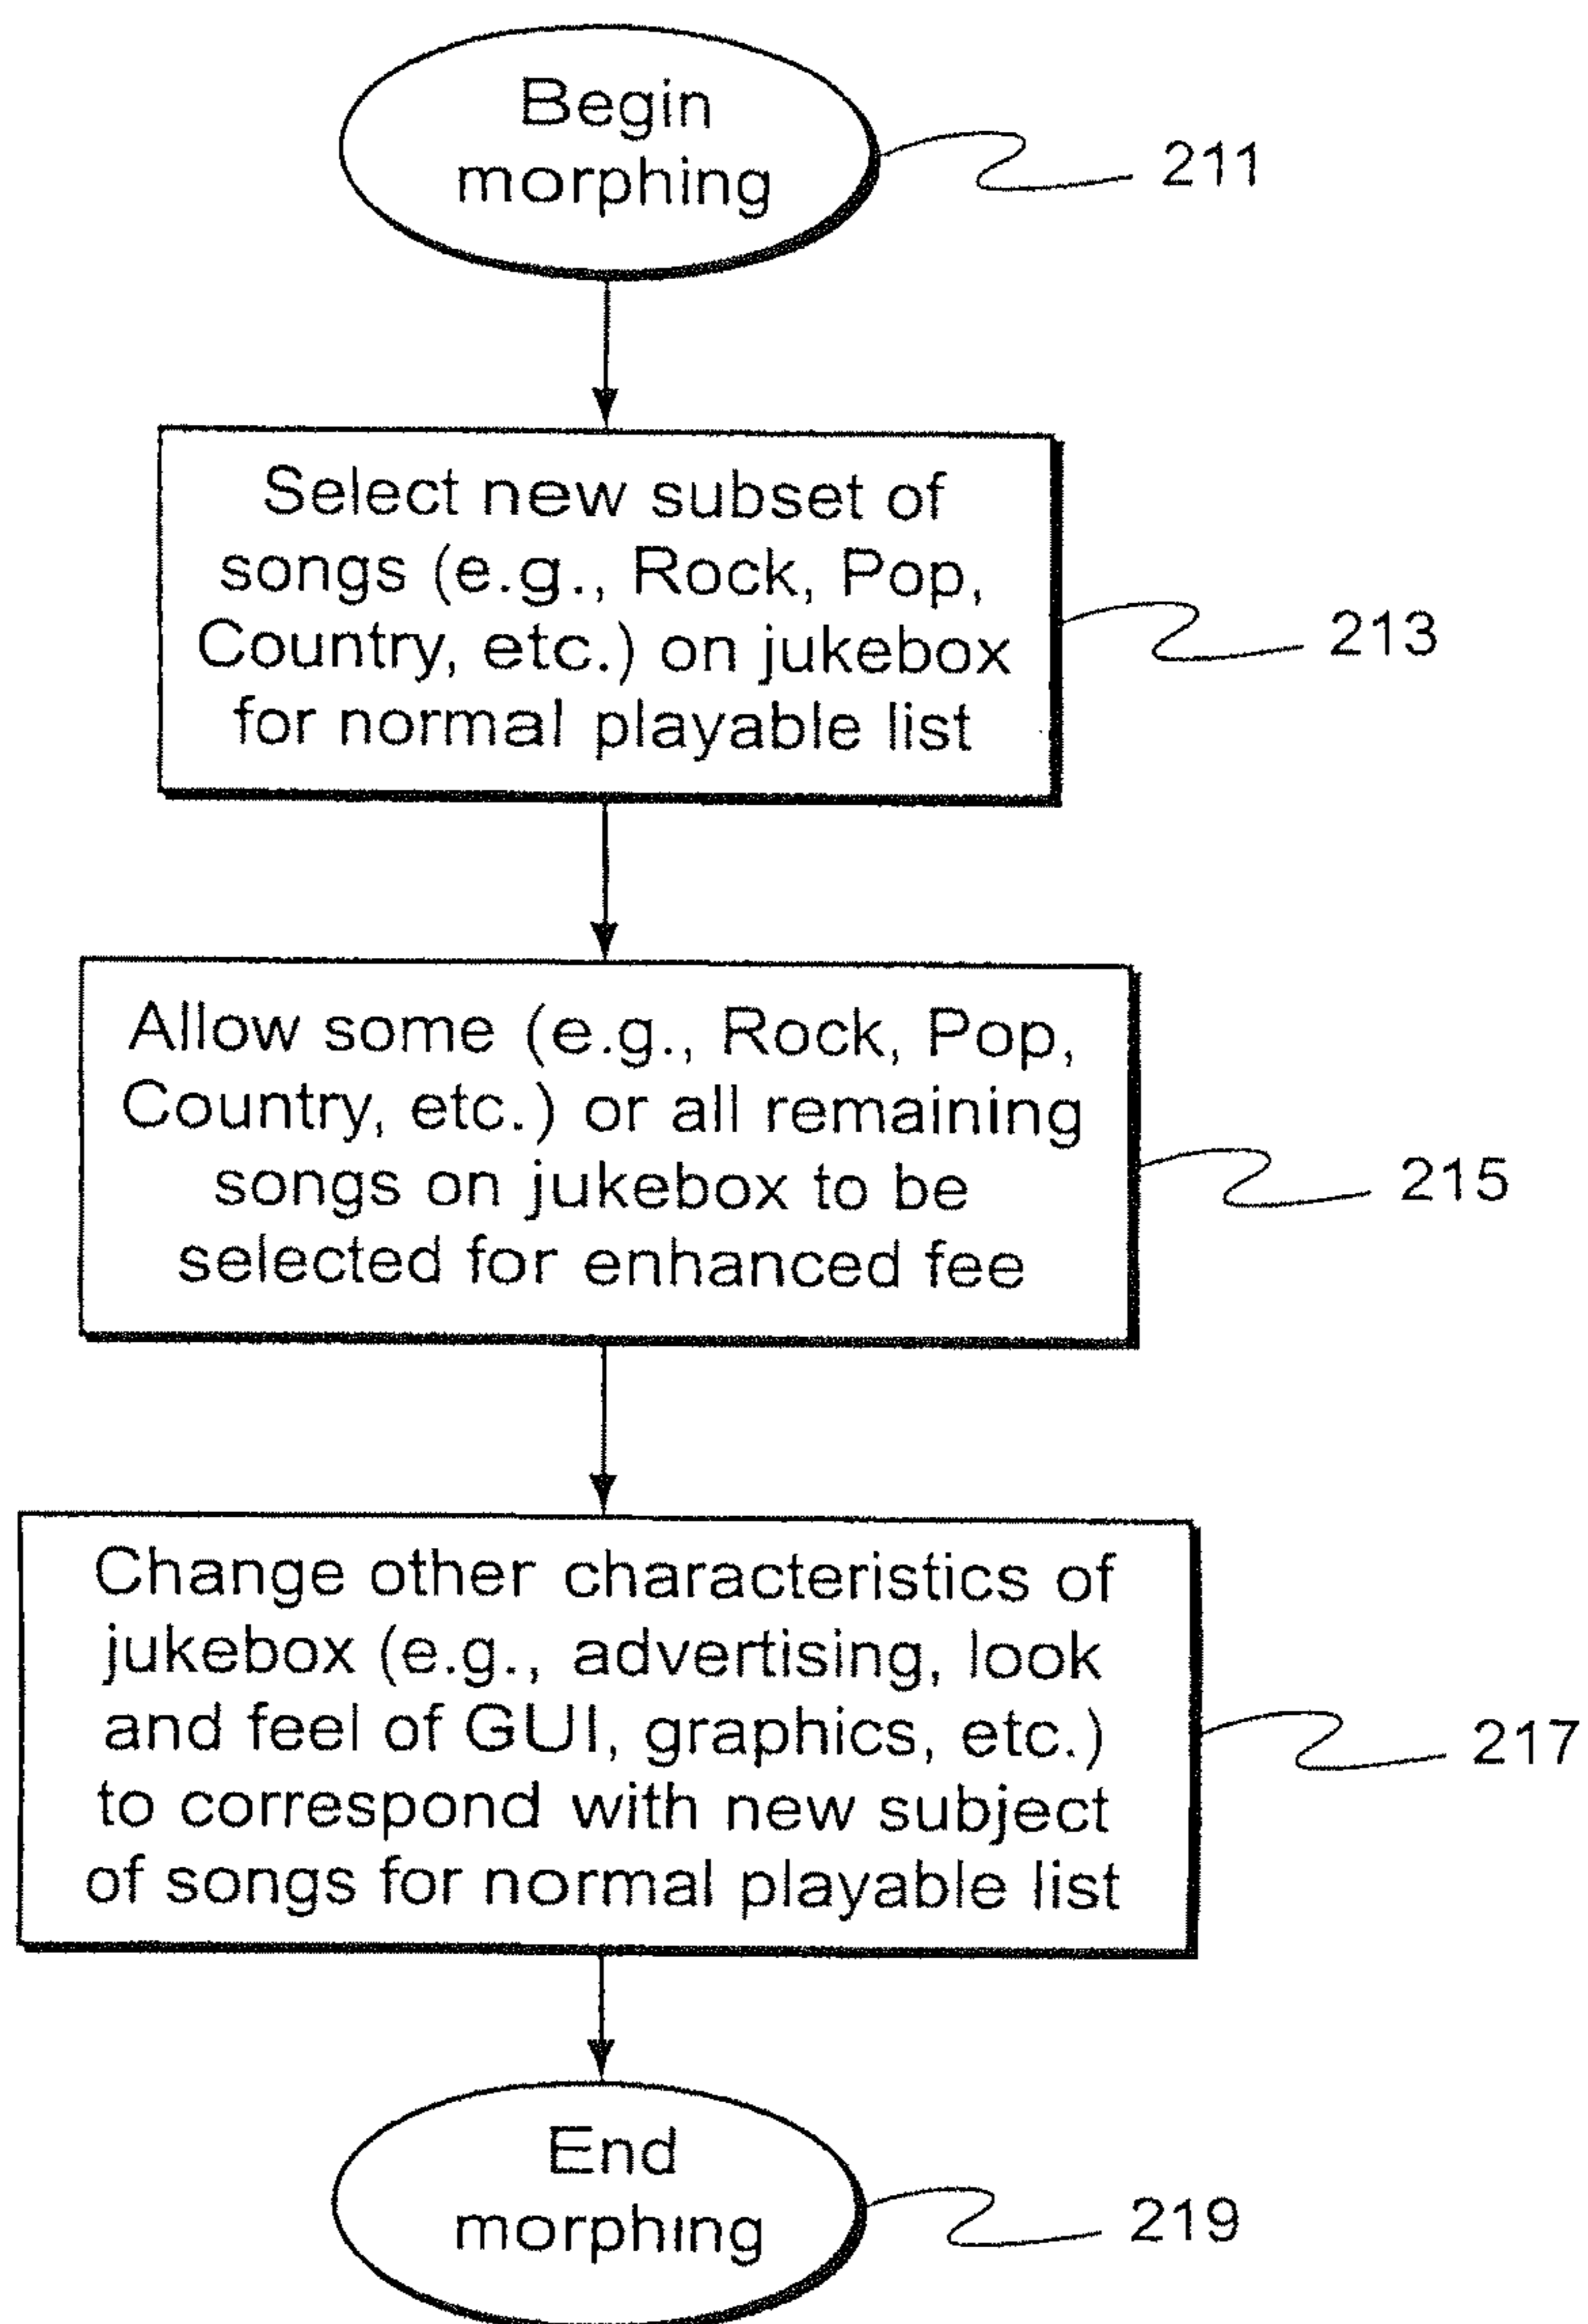 Begin
morphing
211
Select new subset of
songs (e.g., Rock, Pop,
Country, etc.) on jukebox
for normal playable list
213
Allow some (e.g., Rock, Pop,
Country, etc.) or all remaining
songs on jukebox to be
selected for enhanced fee
215
Change other characteristics of
jukebox (e.g., advertising, look
and feel of GUI, graphics, etc.)
to correspond with new subject
of songs for normal playable list
217
End
morphing
219